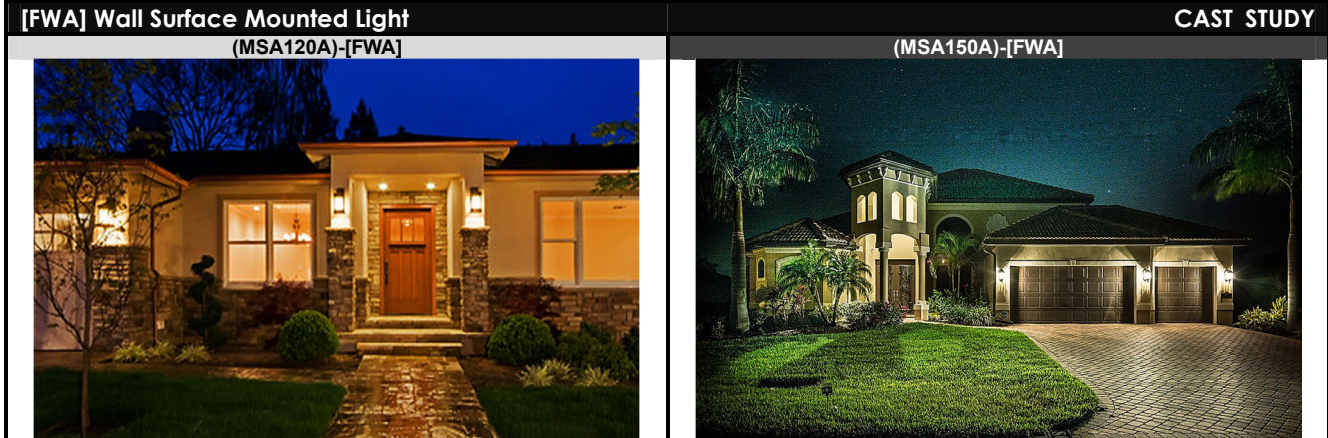 [FWA] Wall Surface Mounted Light CAST STUDY
(MSA120A)-[FWA] (MSA150A)-[FWA]